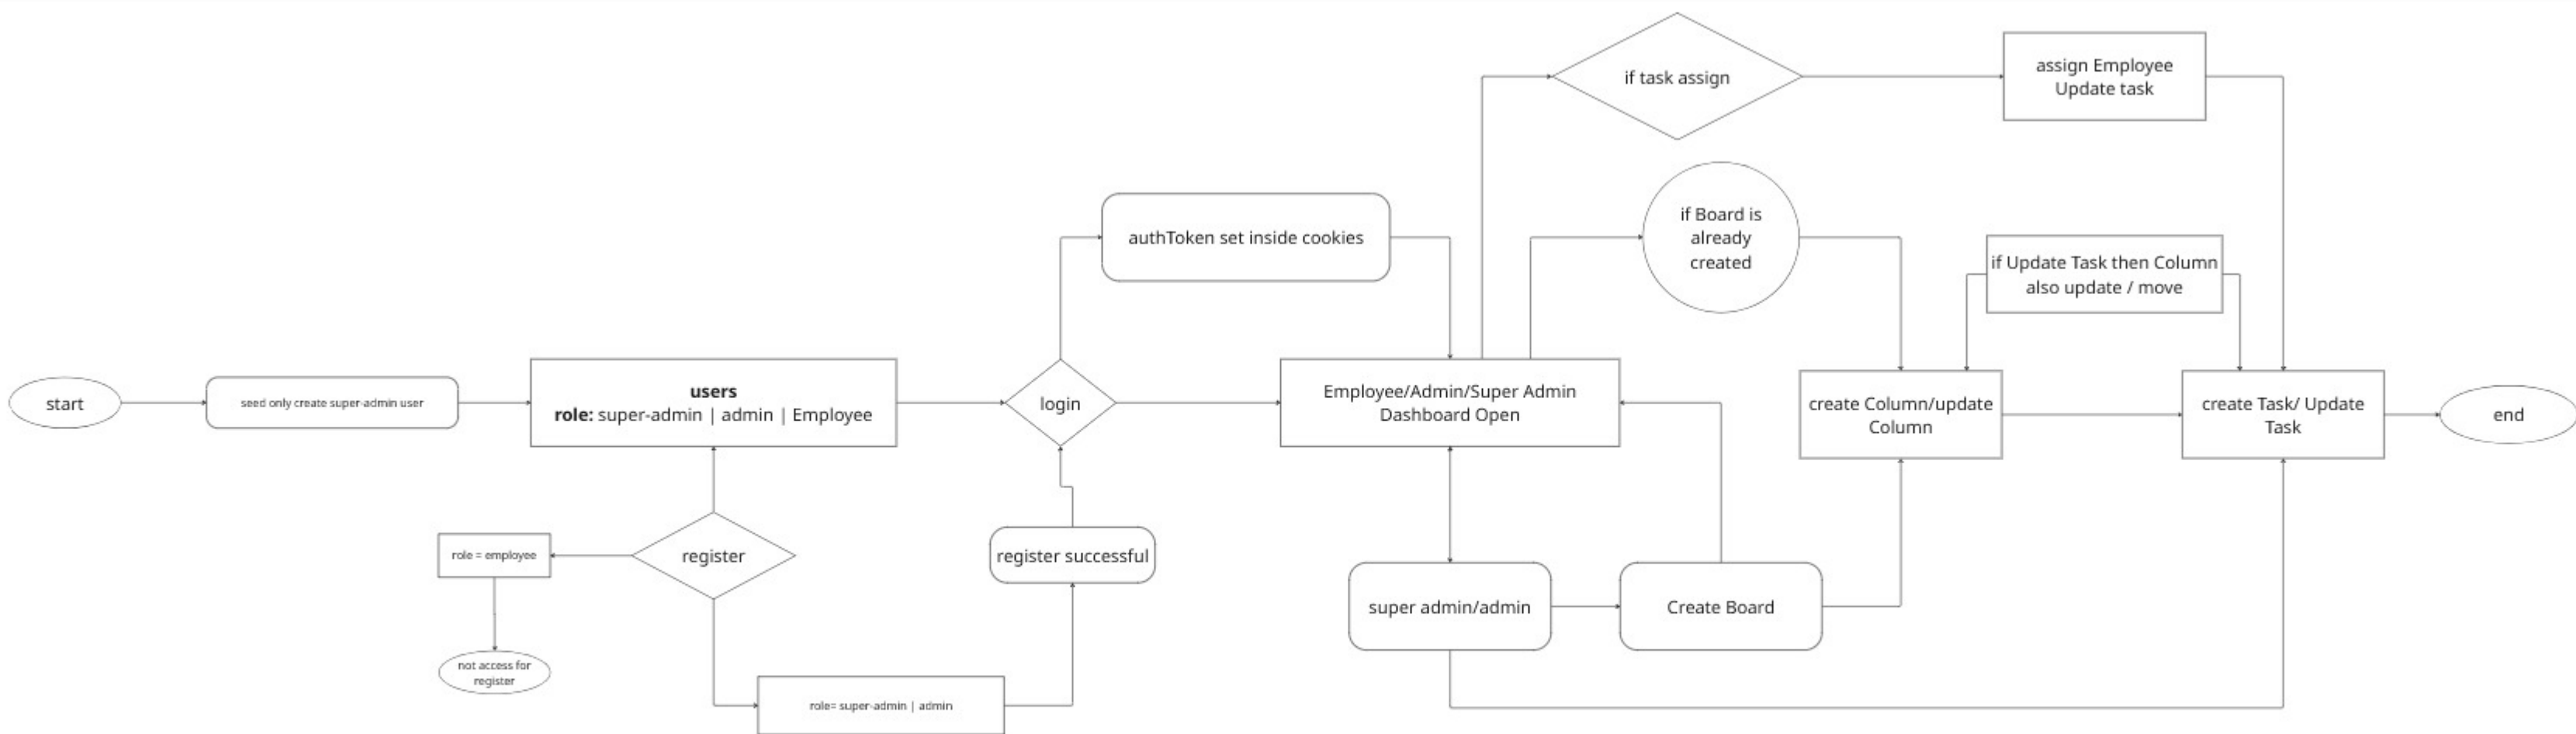 if task assign
assign Employee
Update task
authToken set inside cookies
if Board is
already
created
if Update Task then Column
also update / move
start
seed only create super-admin user
users
role: super-admin | admin | Employee
login
Employee/Admin/Super Admin
Dashboard Open
create Column/update
Column
create Task/ Update
Task
end
role = employee
register
register successful
super admin/admin
Create Board
not access for
register
role= super-admin | admin